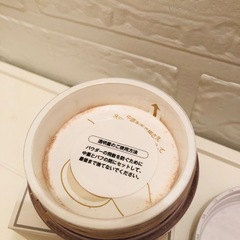 透明蓋のご使用方法
パウダーの飛散を防ぐために
中蓋とパフの間にセットして、
最後まで捨てないでください。